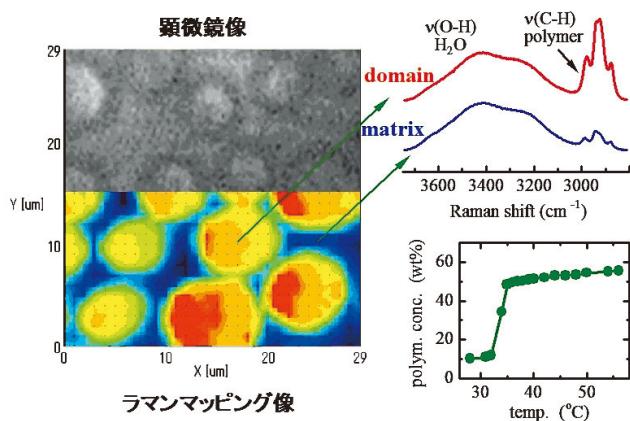 顕微鏡像
29
20
10
0
Y [um]
0
10
20
29
X [um]
ラマンマッピング像
ν(O-H)
H₂O
ν(C-H)
polymer
domain
matrix
3600
3400
3200
3000
Raman shift (cm⁻¹)
polym. conc. (wt%)
60
40
20
0
30
40
50
temp. (°C)